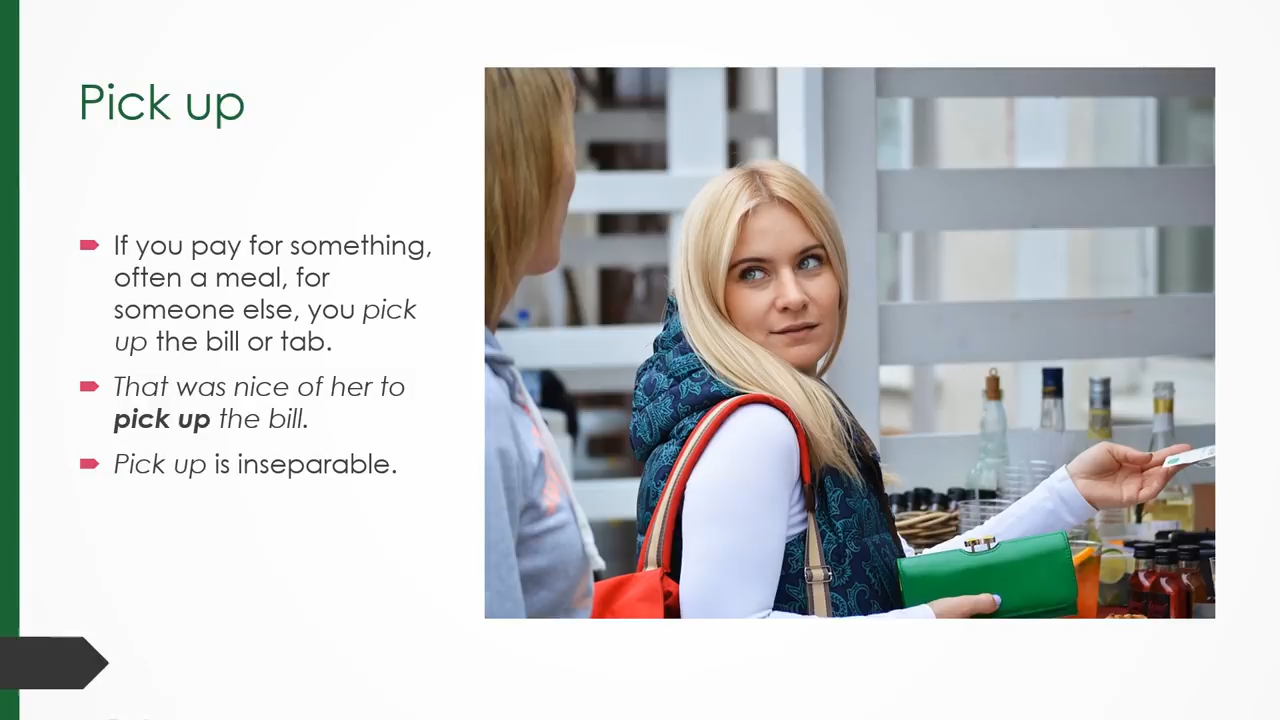 Pick up
If you pay for something,
often a meal, for
someone else, you pick
up the bill or tab.
That was nice of her to
pick up the bill.
Pick up is inseparable.